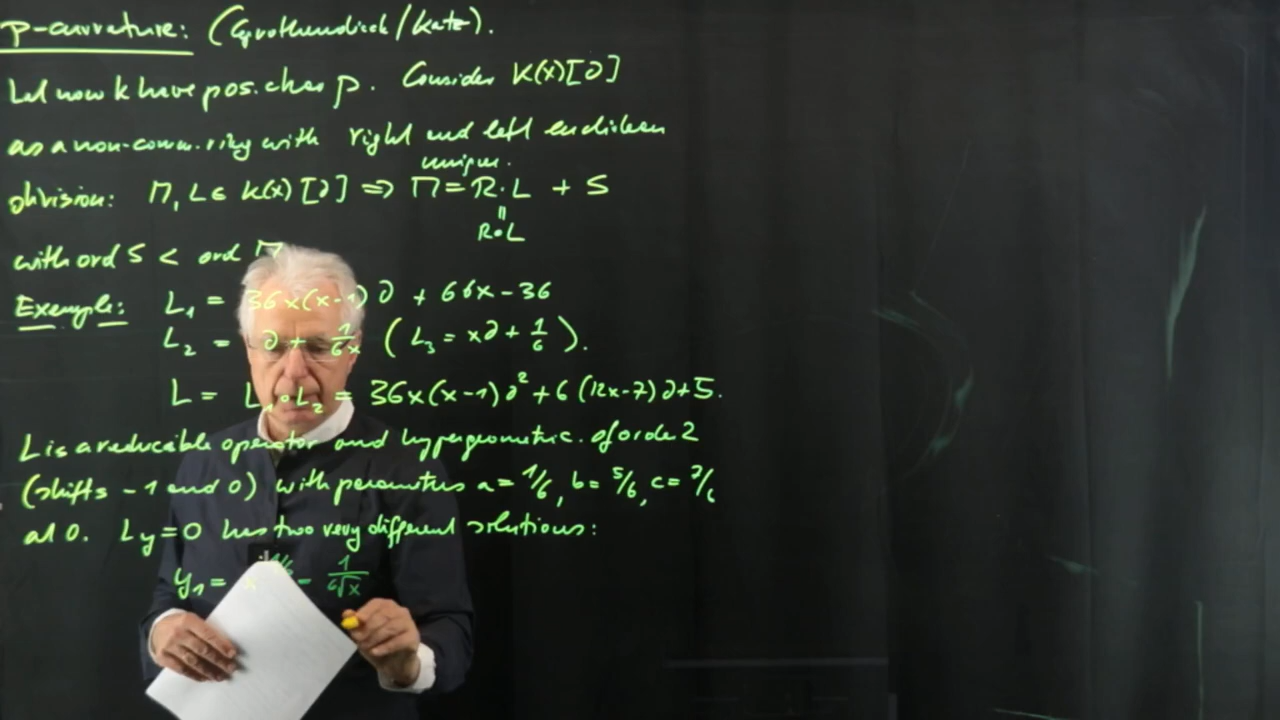 p-curvature: (Grothendieck/Katz).
Let now k have pos. char p. Consider K(x)[∂]
as a non-comm. ring with right and left euclidean
unique.
division: M, L ∈ K(x)[∂] ⇒ M = R·L + S
॥
R∘L
with ord S < ord M
Example: L₁ = 36x(x-1)∂ + 66x-36
L₂ = ∂ + 1/6x (L₃ = x∂ + 1/6).
L = L₁∘L₂ = 36x(x-1)∂² + 6(12x-7)∂+5.
L is a reducible operator and hypergeometric. of order 2
(shifts -1 and 0) with parameters a = 1/6, b = 5/6, c = 7/6
at 0. Ly=0 has two very different solutions:
y₁ = 1/⁶√x